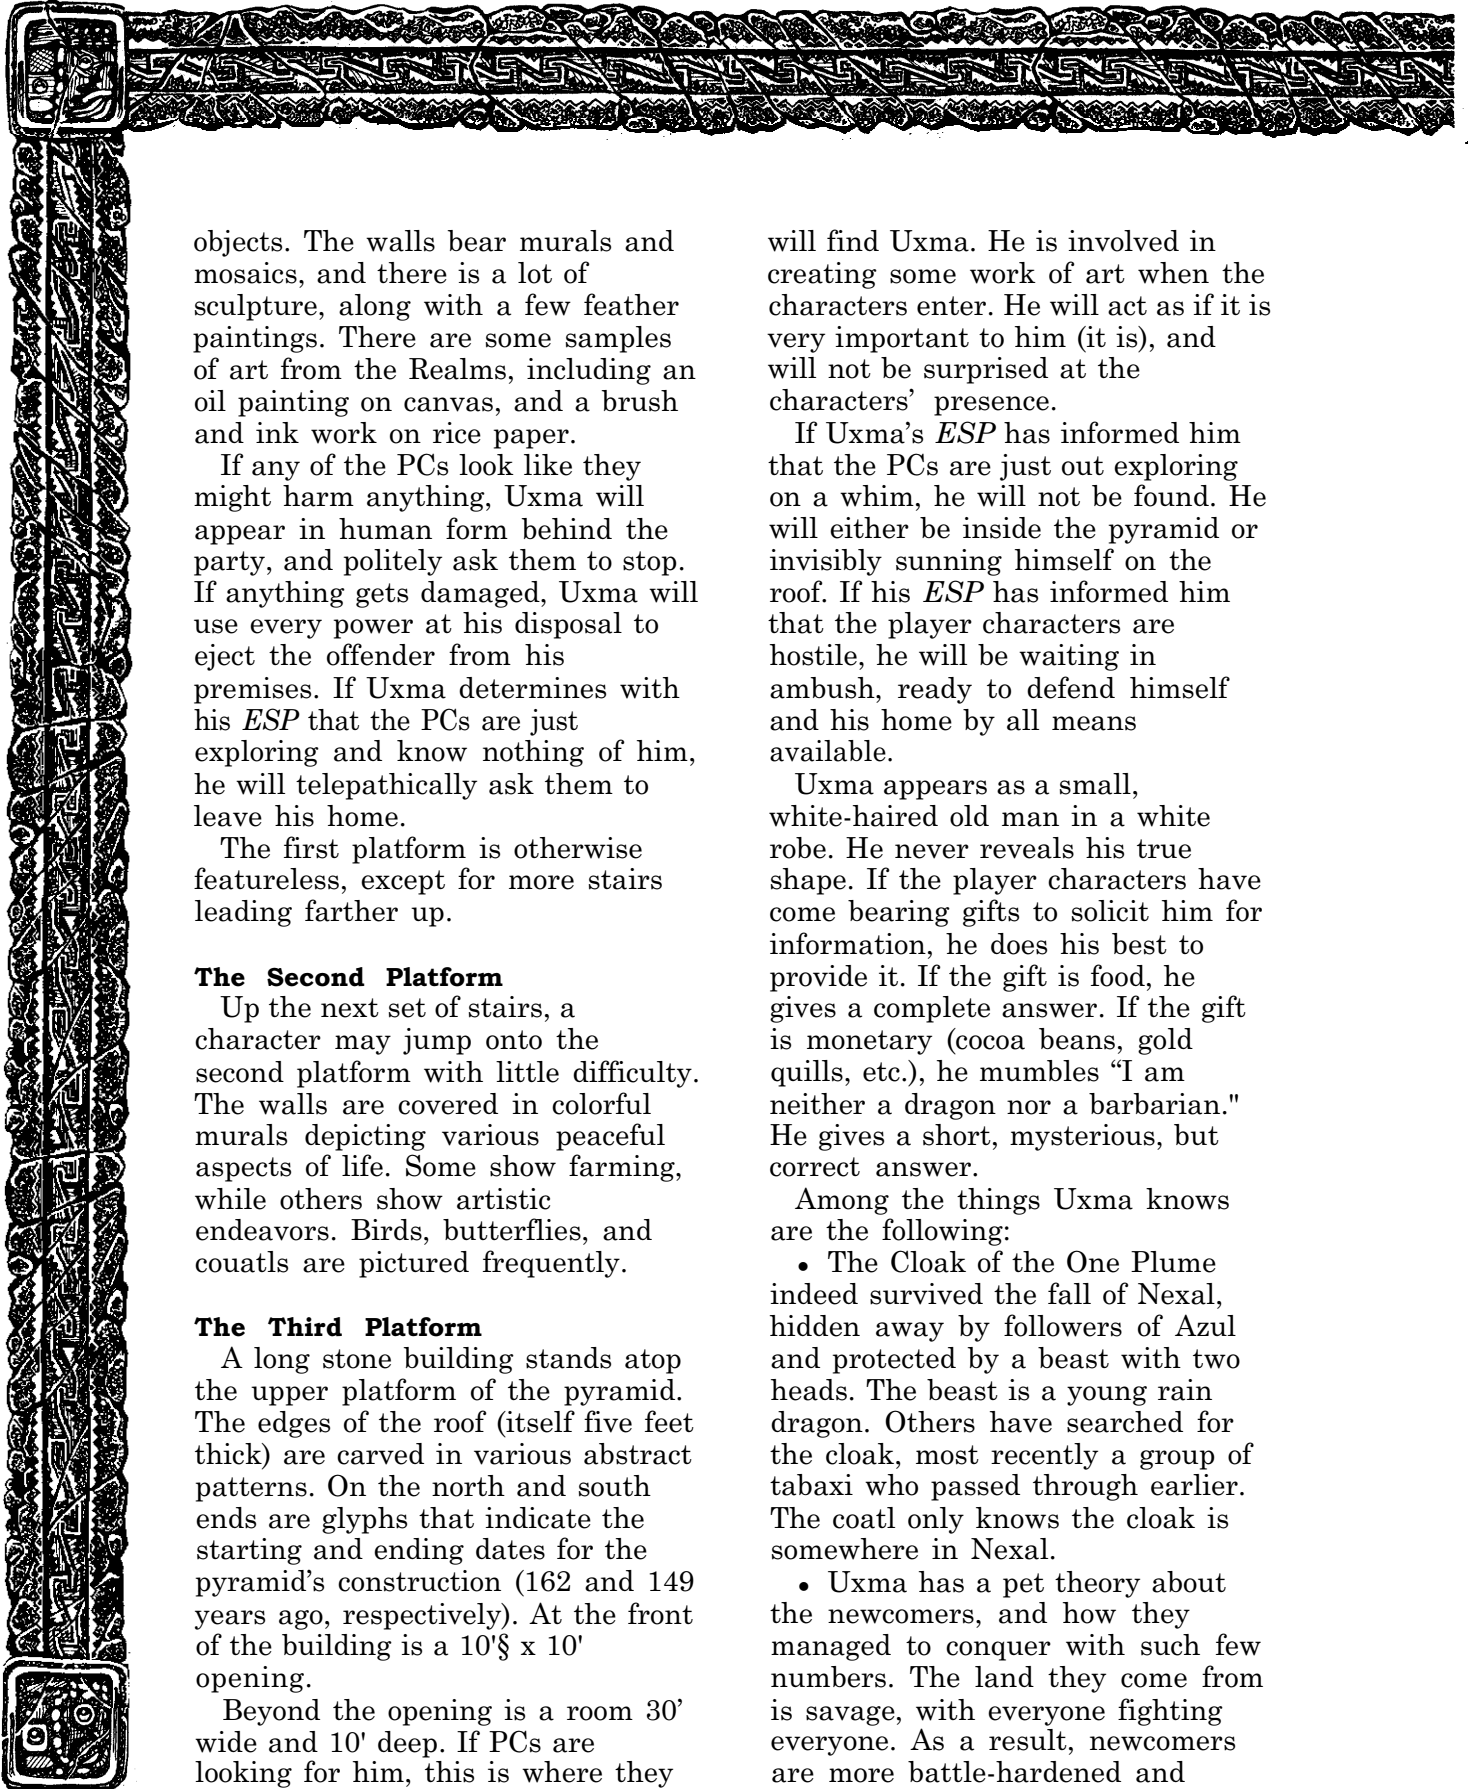 objects. The walls bear murals and
mosaics, and there is a lot of
sculpture, along with a few feather
paintings. There are some samples
of art from the Realms, including an
oil painting on canvas, and a brush
and ink work on rice paper.
If any of the PCs look like they
might harm anything, Uxma will
appear in human form behind the
party, and politely ask them to stop.
If anything gets damaged, Uxma will
use every power at his disposal to
eject the offender from his
premises. If Uxma determines with
his ESP that the PCs are just
exploring and know nothing of him,
he will telepathically ask them to
leave his home.
The first platform is otherwise
featureless, except for more stairs
leading farther up.
The Second Platform
Up the next set of stairs, a
character may jump onto the
second platform with little difficulty.
The walls are covered in colorful
murals depicting various peaceful
aspects of life. Some show farming,
while others show artistic
endeavors. Birds, butterflies, and
couatls are pictured frequently.
The Third Platform
A long stone building stands atop
the upper platform of the pyramid.
The edges of the roof (itself five feet
thick) are carved in various abstract
patterns. On the north and south
ends are glyphs that indicate the
starting and ending dates for the
pyramid's construction (162 and 149
years ago, respectively). At the front
of the building is a 10'§ x 10'
opening.
Beyond the opening is a room 30’
wide and 10' deep. If PCs are
looking for him, this is where they
will find Uxma. He is involved in
creating some work of art when the
characters enter. He will act as if it is
very important to him (it is), and
will not be surprised at the
characters’ presence.
If Uxma's ESP has informed him
that the PCs are just out exploring
on a whim, he will not be found. He
will either be inside the pyramid or
invisibly sunning himself on the
roof. If his ESP has informed him
that the player characters are
hostile, he will be waiting in
ambush, ready to defend himself
and his home by all means
available.
Uxma appears as a small,
white-haired old man in a white
robe. He never reveals his true
shape. If the player characters have
come bearing gifts to solicit him for
information, he does his best to
provide it. If the gift is food, he
gives a complete answer. If the gift
is monetary (cocoa beans, gold
quills, etc.), he mumbles “I am
neither a dragon nor a barbarian."
He gives a short, mysterious, but
correct answer.
Among the things Uxma knows
are the following:
• The Cloak of the One Plume
indeed survived the fall of Nexal,
hidden away by followers of Azul
and protected by a beast with two
heads. The beast is a young rain
dragon. Others have searched for
the cloak, most recently a group of
tabaxi who passed through earlier.
The coatl only knows the cloak is
somewhere in Nexal.
• Uxma has a pet theory about
the newcomers, and how they
managed to conquer with such few
numbers. The land they come from
is savage, with everyone fighting
everyone. As a result, newcomers
are more battle-hardened and